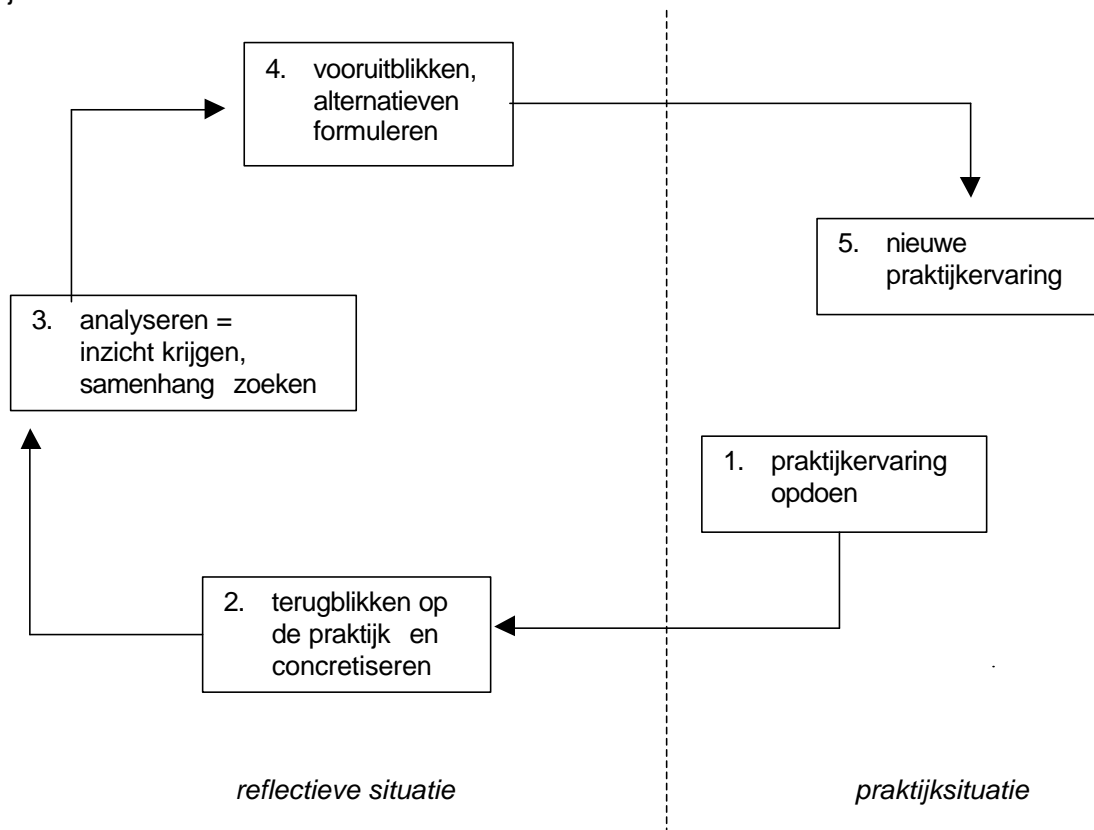 4. vooruitblikken,
alternatieven
formuleren
5. nieuwe
praktijkervaring
3. analyseren =
inzicht krijgen,
samenhang zoeken
1. praktijkervaring
opdoen
2. terugblikken op
de praktijk en
concretiseren
reflectieve situatie
praktijksituatie